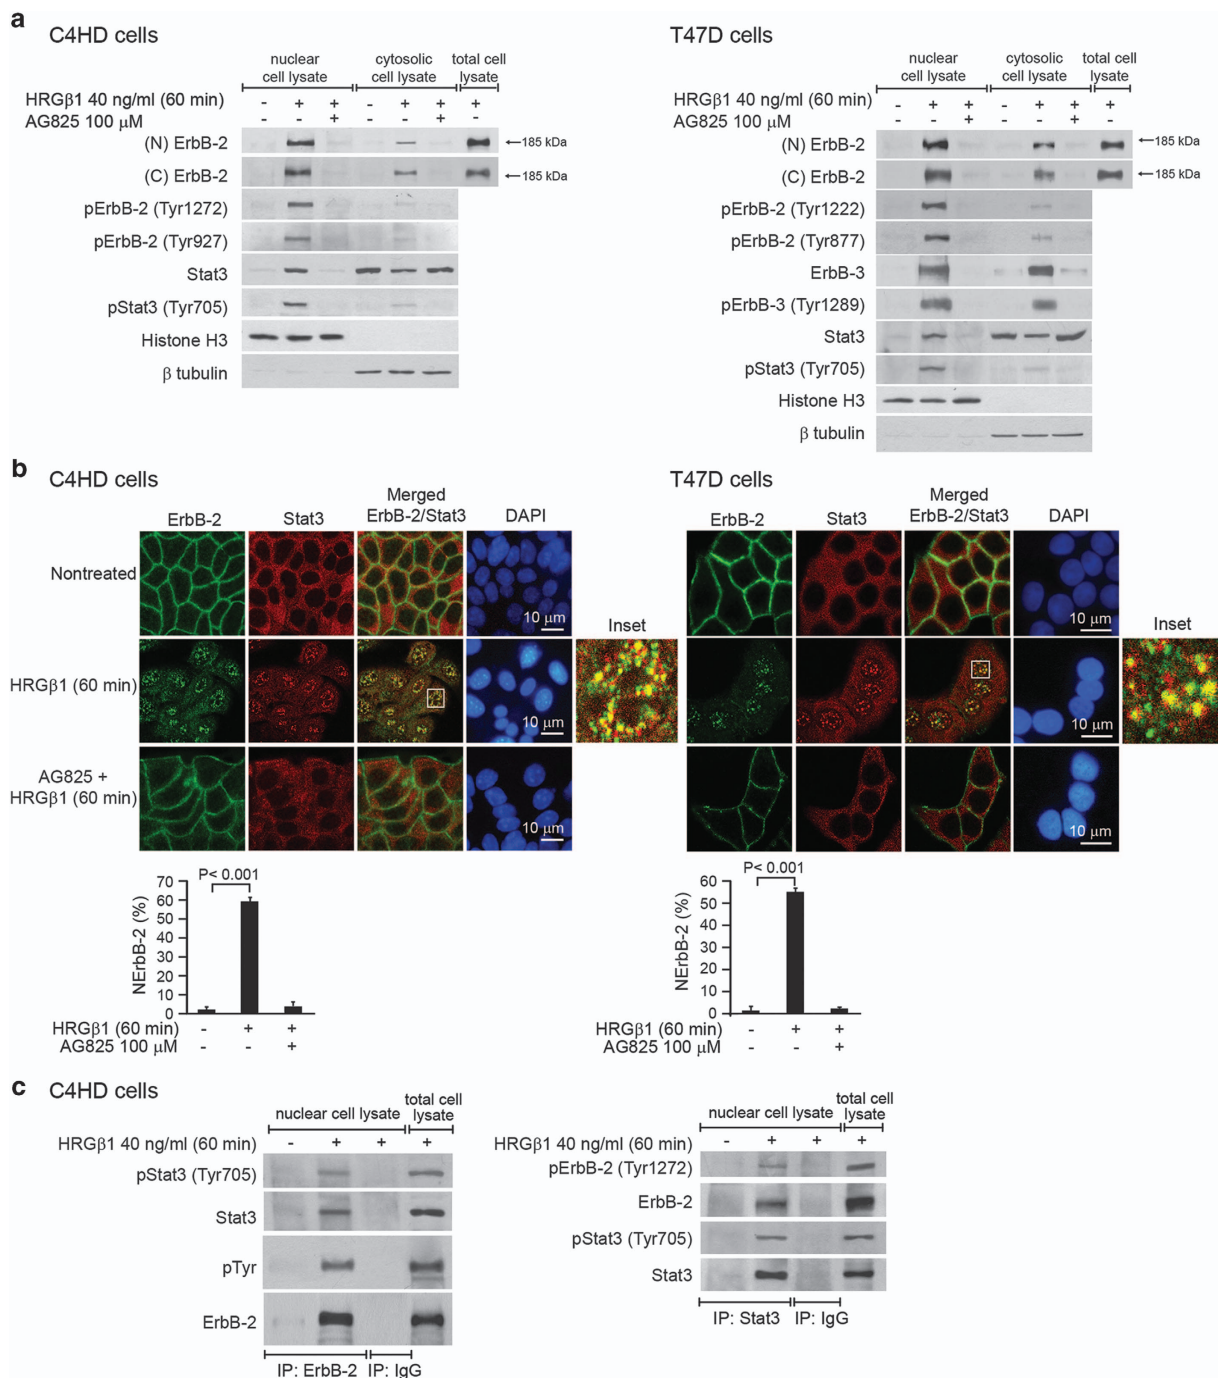 a
C4HD cells
nuclear cell lysate
cytosolic cell lysate
total cell lysate
HRGβ1 40 ng/ml (60 min) - + + - + + +
AG825 100 μM - - + - - + -
(N) ErbB-2 ←185 kDa
(C) ErbB-2 ←185 kDa
pErbB-2 (Tyr1272)
pErbB-2 (Tyr927)
Stat3
pStat3 (Tyr705)
Histone H3
β tubulin
T47D cells
nuclear cell lysate
cytosolic cell lysate
total cell lysate
HRGβ1 40 ng/ml (60 min) - + + - + + +
AG825 100 μM - - + - - + -
(N) ErbB-2 ←185 kDa
(C) ErbB-2 ←185 kDa
pErbB-2 (Tyr1222)
pErbB-2 (Tyr877)
ErbB-3
pErbB-3 (Tyr1289)
Stat3
pStat3 (Tyr705)
Histone H3
β tubulin
b
C4HD cells
ErbB-2 Stat3 Merged ErbB-2/Stat3 DAPI
Nontreated
10 μm
Inset
HRGβ1 (60 min)
10 μm
AG825 +
HRGβ1 (60 min)
10 μm
P< 0.001
NErbB-2 (%)
70
60
50
40
30
20
10
0
HRGβ1 (60 min) - + +
AG825 100 μM - - +
T47D cells
ErbB-2 Stat3 Merged ErbB-2/Stat3 DAPI
10 μm
Inset
10 μm
10 μm
P< 0.001
NErbB-2 (%)
60
50
40
30
20
10
0
HRGβ1 (60 min) - + +
AG825 100 μM - - +
c
C4HD cells
nuclear cell lysate
total cell lysate
HRGβ1 40 ng/ml (60 min) - + + +
pStat3 (Tyr705)
Stat3
pTyr
ErbB-2
IP: ErbB-2 IP: IgG
nuclear cell lysate
total cell lysate
HRGβ1 40 ng/ml (60 min) - + + +
pErbB-2 (Tyr1272)
ErbB-2
pStat3 (Tyr705)
Stat3
IP: Stat3 IP: IgG